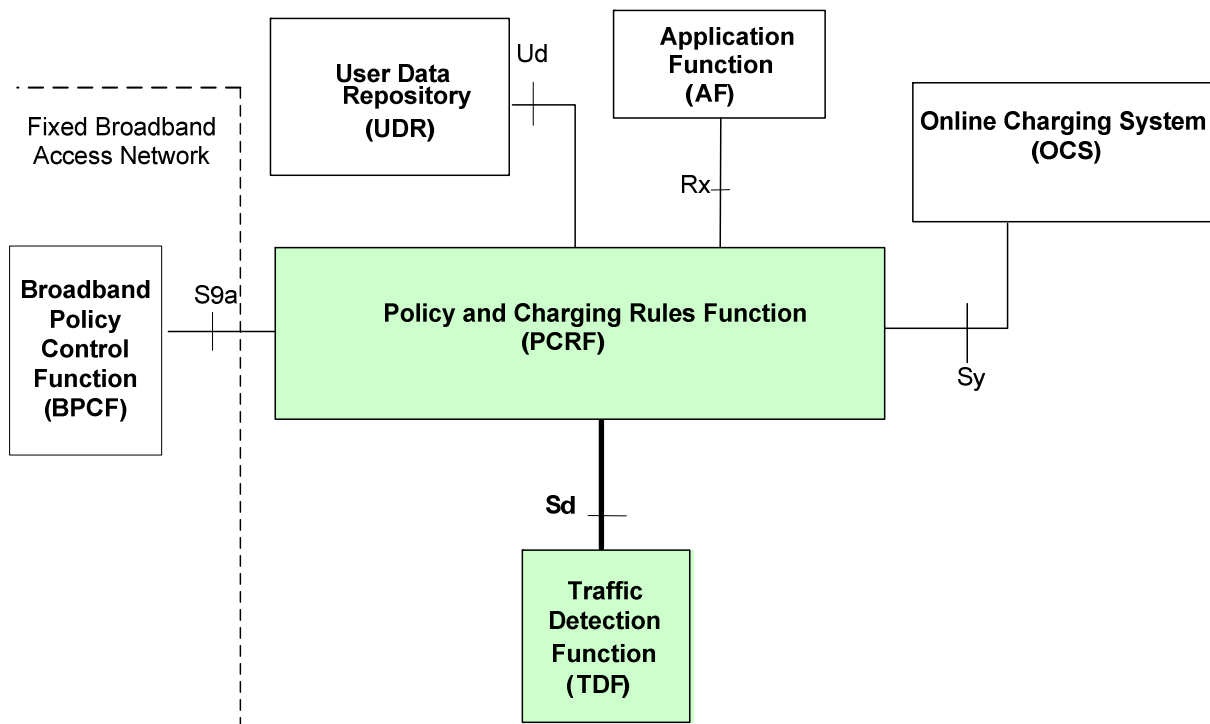 User Data
Repository
(UDR)
Ud
Application
Function
(AF)
Online Charging System
(OCS)
Fixed Broadband
Access Network
Rx
Broadband
Policy
Control
Function
(BPCF)
S9a
Policy and Charging Rules Function
(PCRF)
Sy
Sd
Traffic
Detection
Function
(TDF)